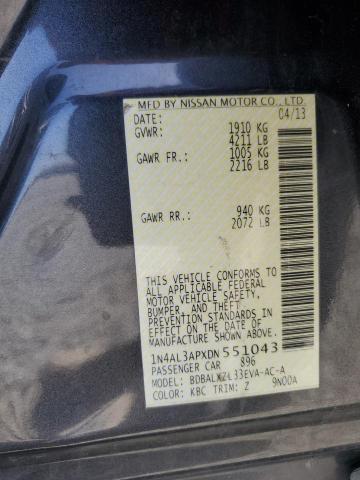 MFD BY NISSAN MOTOR CO., LTD.
DATE: 04/13
GVWR: 1910 KG
4211 LB
GAWR FR.: 1005 KG
2216 LB
GAWR RR.: 940 KG
2072 LB
THIS VEHICLE CONFORMS TO
ALL APPLICABLE FEDERAL
MOTOR VEHICLE SAFETY,
BUMPER, AND THEFT
PREVENTION STANDARDS IN
EFFECT ON THE DATE OF
MANUFACTURE SHOWN ABOVE.
1N4AL3APXDN551043
PASSENGER CAR 896
MODEL: BDBALXZL33EVA-AC-A
COLOR: KBC TRIM: Z 9N00A